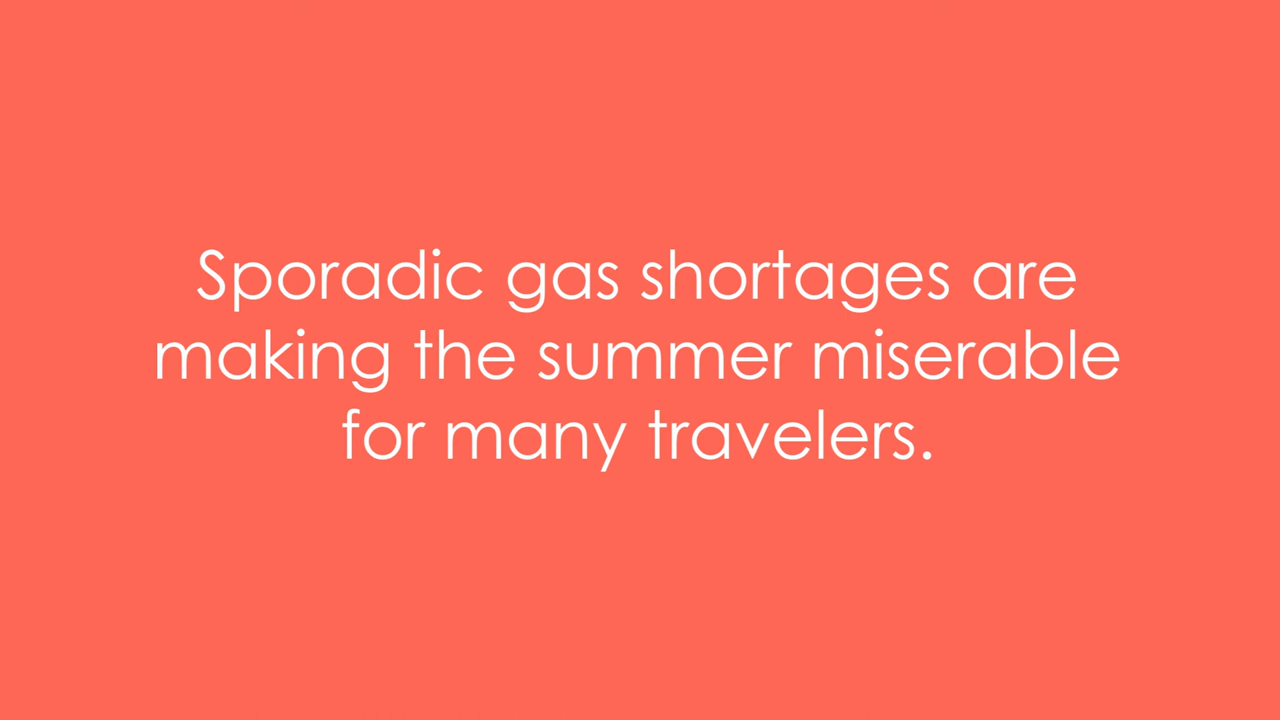 Sporadic gas shortages are
making the summer miserable
for many travelers.